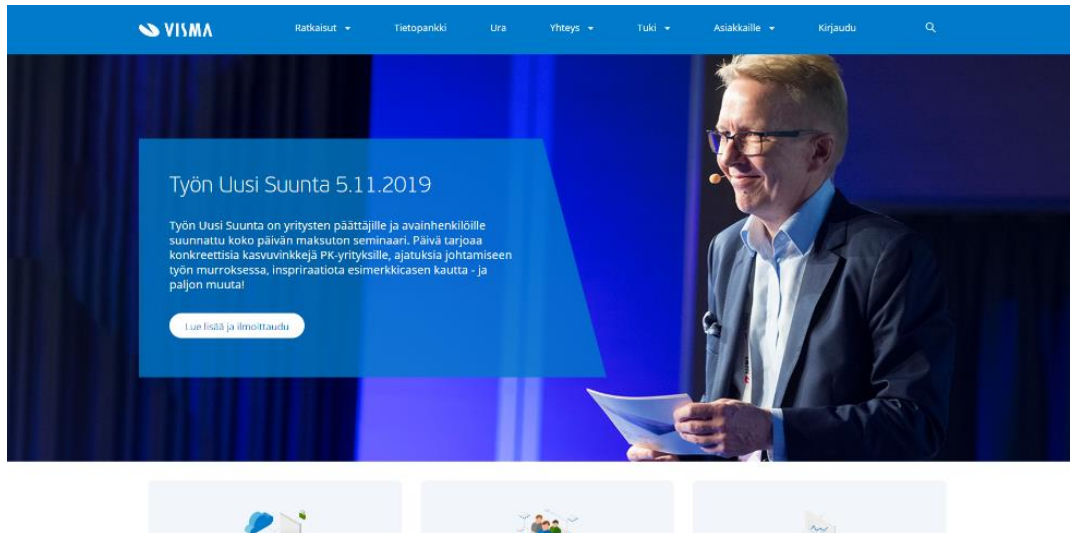 VISMA
Ratkaisut
Tietopankki
Ura
Yhteys
Tuki
Asiakkaille
Kirjaudu
Työn Uusi Suunta 5.11.2019
Työn Uusi Suunta on yritysten päättäjille ja avainhenkilöille
suunnattu koko päivän maksuton seminaari. Päivä tarjoaa
konkreettisia kasvuvinkkejä PK-yrityksille, ajatuksia johtamiseen
työn murroksessa, inspriraatiota esimerkkicasen kautta - ja
paljon muuta!
Lue lisää ja ilmoittaudu